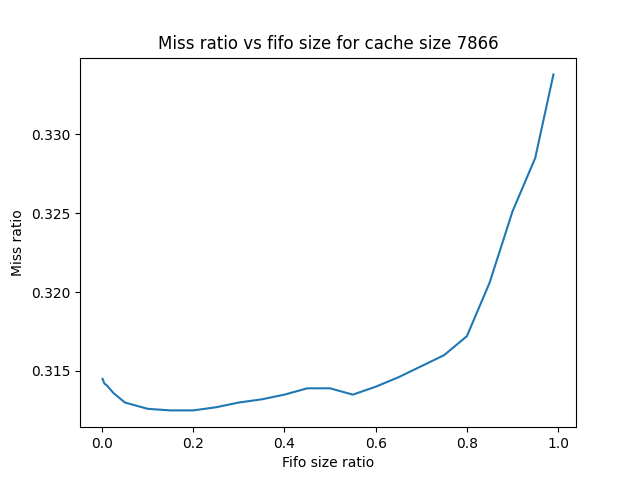 Miss ratio vs fifo size for cache size 7866
0.330
0.325
0.320
0.315
Miss ratio
0.0 0.2 0.4 0.6 0.8 1.0
Fifo size ratio